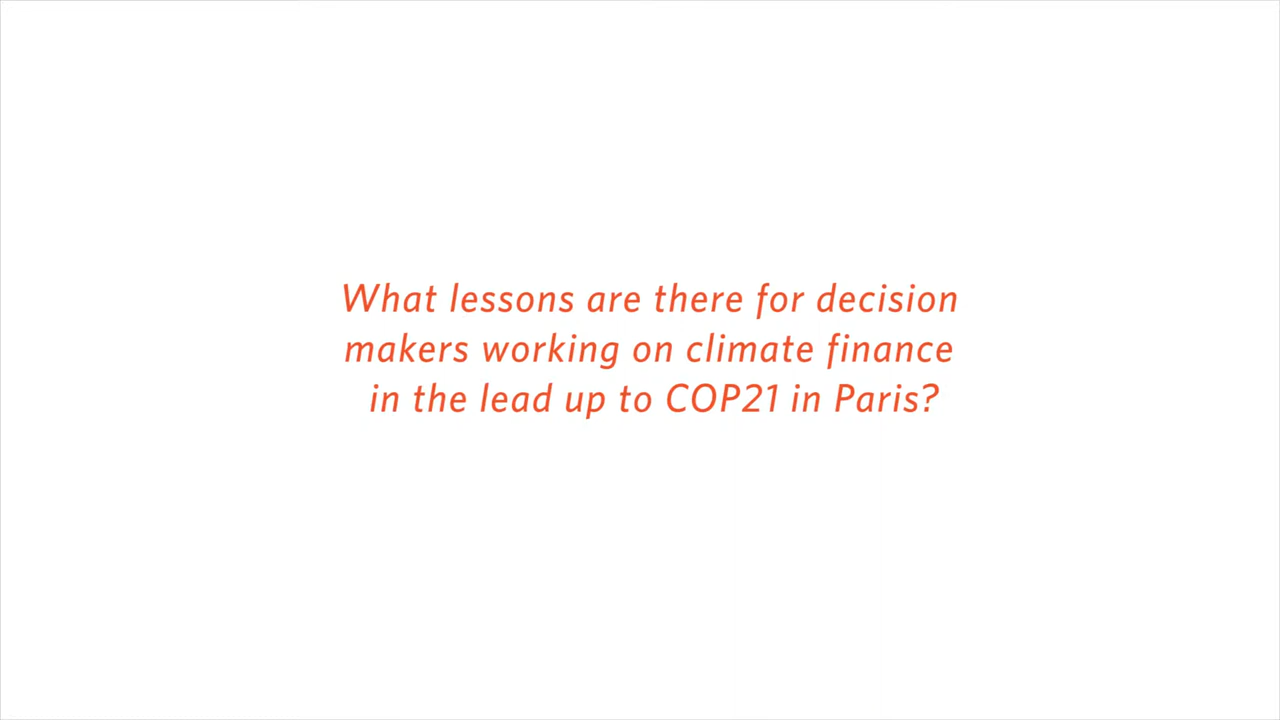 What lessons are there for decision
makers working on climate finance
in the lead up to COP21 in Paris?